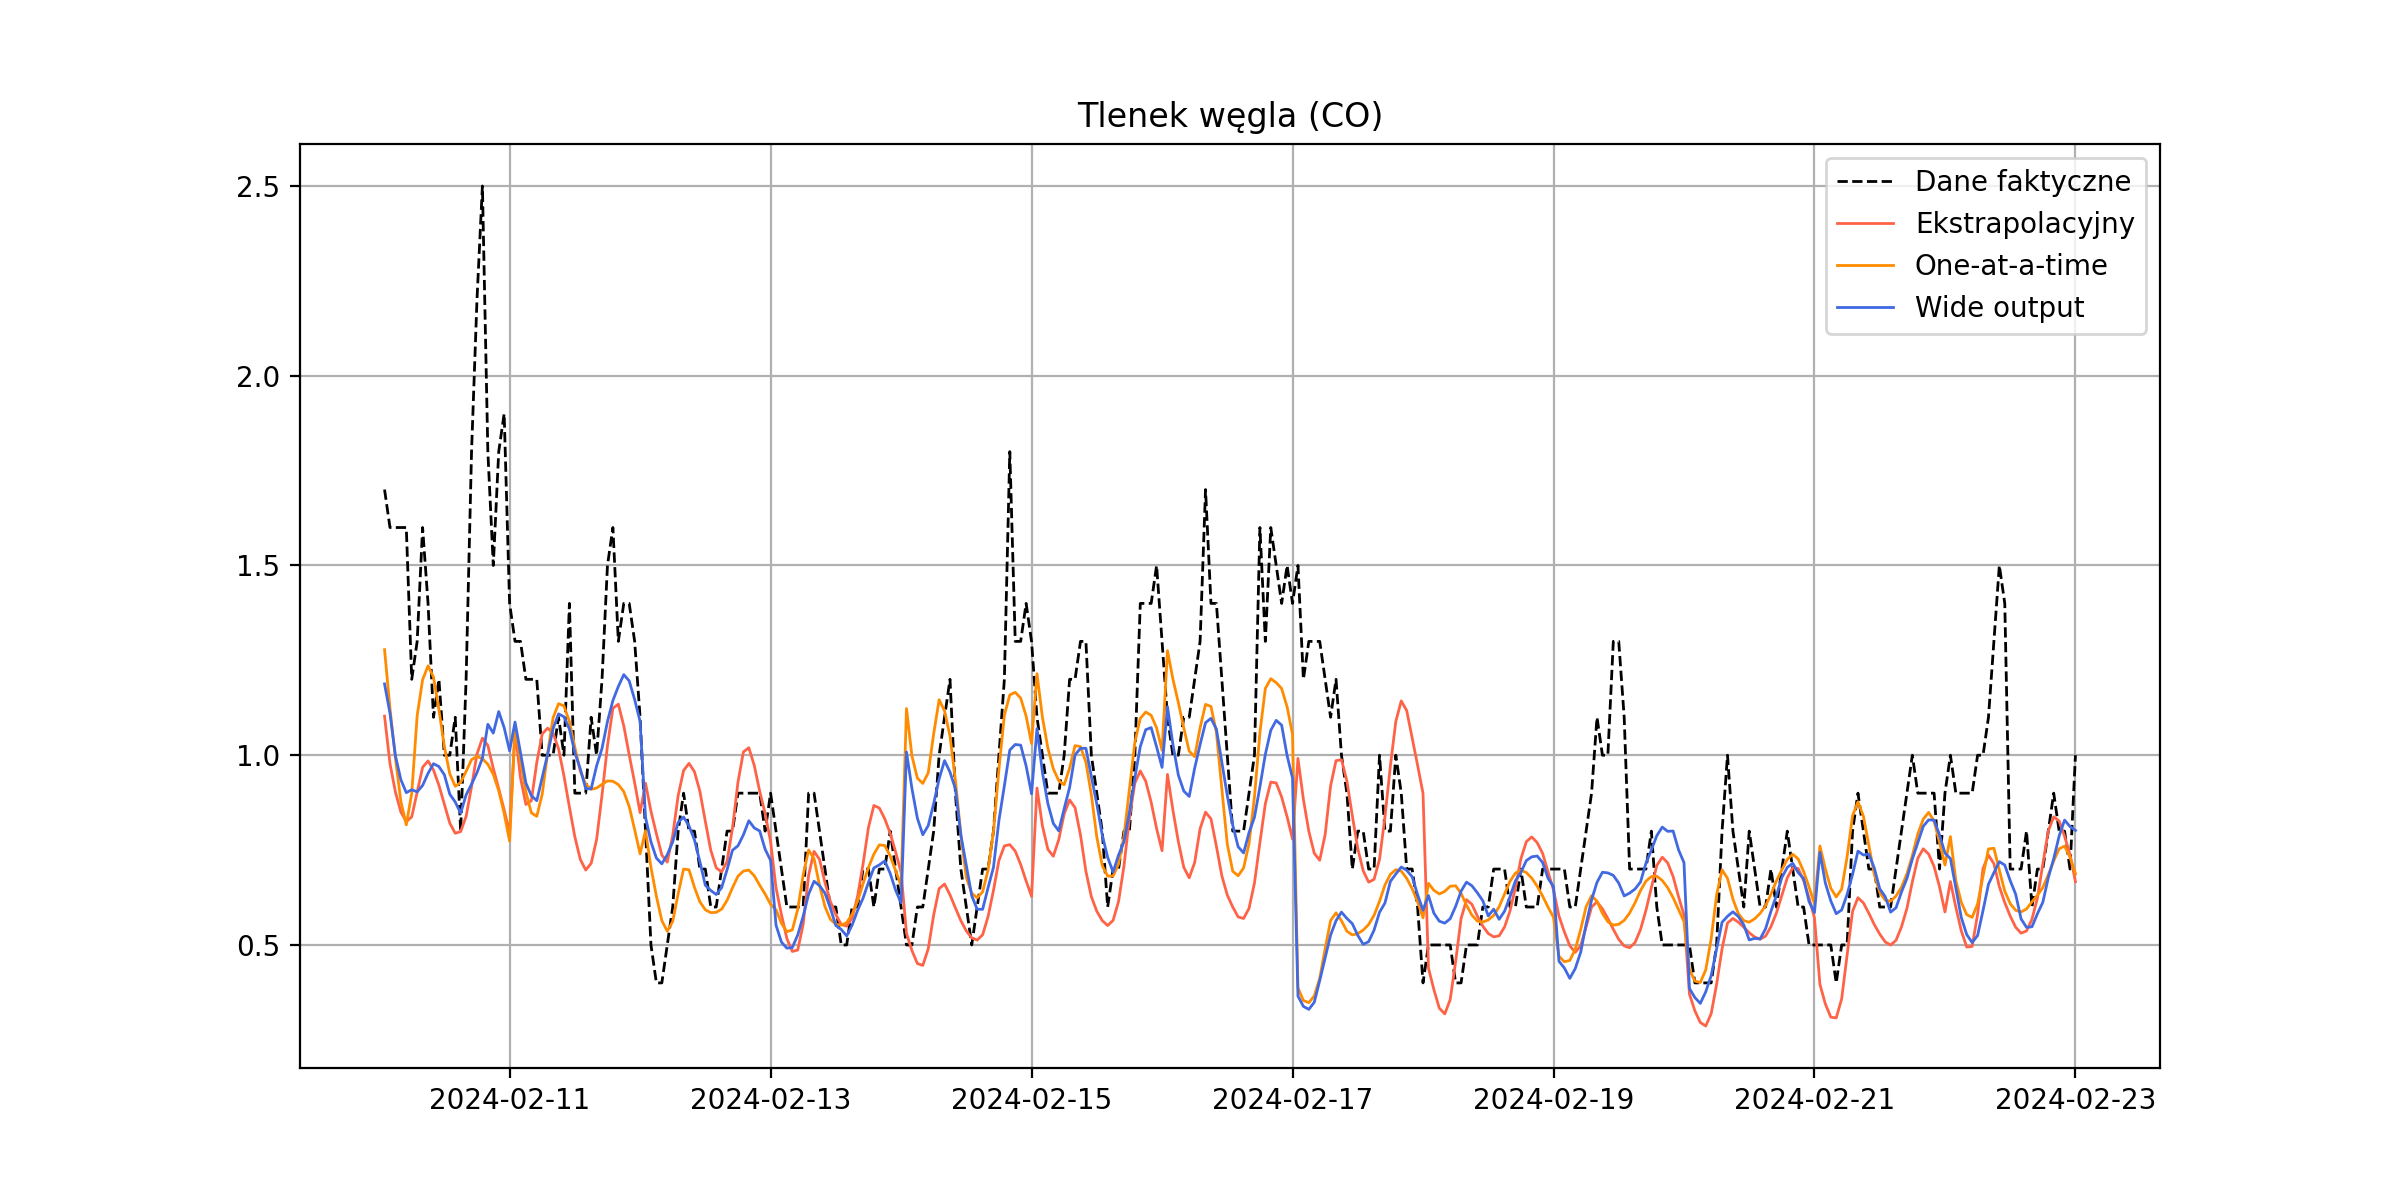 Tlenek węgla (CO)
2.5
2.0
1.5
1.0
0.5
Dane faktyczne
Ekstrapolacyjny
One-at-a-time
Wide output
2024-02-11
2024-02-13
2024-02-15
2024-02-17
2024-02-19
2024-02-21
2024-02-23